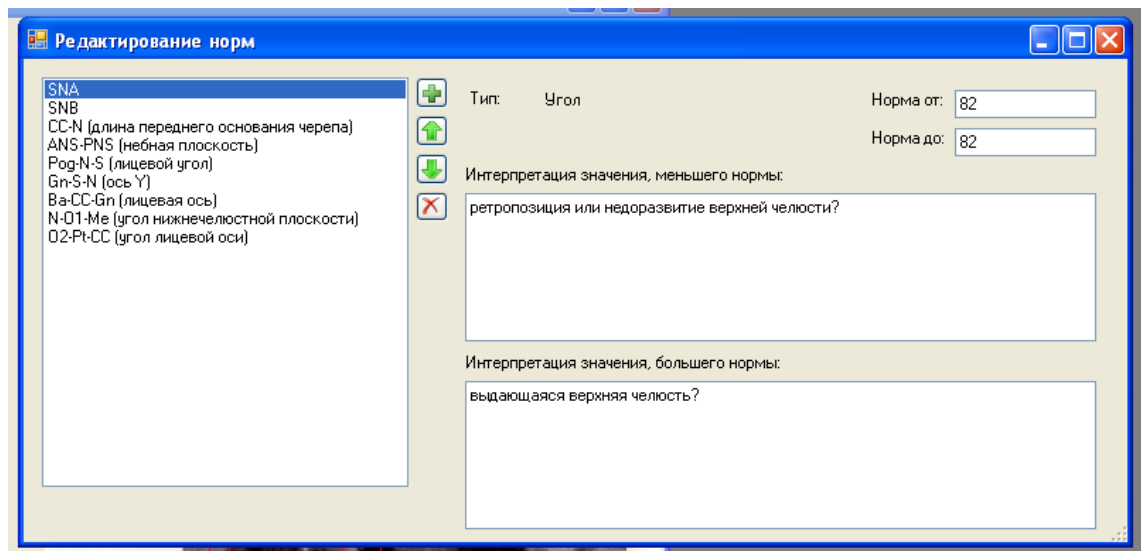 Редактирование норм
SNA
SNB
CC-N (длина переднего основания черепа)
ANS-PNS (небная плоскость)
Pog-N-S (лицевой угол)
Gn-S-N (ось Y)
Ba-CC-Gn (лицевая ось)
N-O1-Me (угол нижнечелюстной плоскости)
O2-Pt-CC (угол лицевой оси)
Тип: Угол
Норма от: 82
Норма до: 82
Интерпретация значения, меньшего нормы:
ретропозиция или недоразвитие верхней челюсти?
Интерпретация значения, большего нормы:
выдающаяся верхняя челюсть?